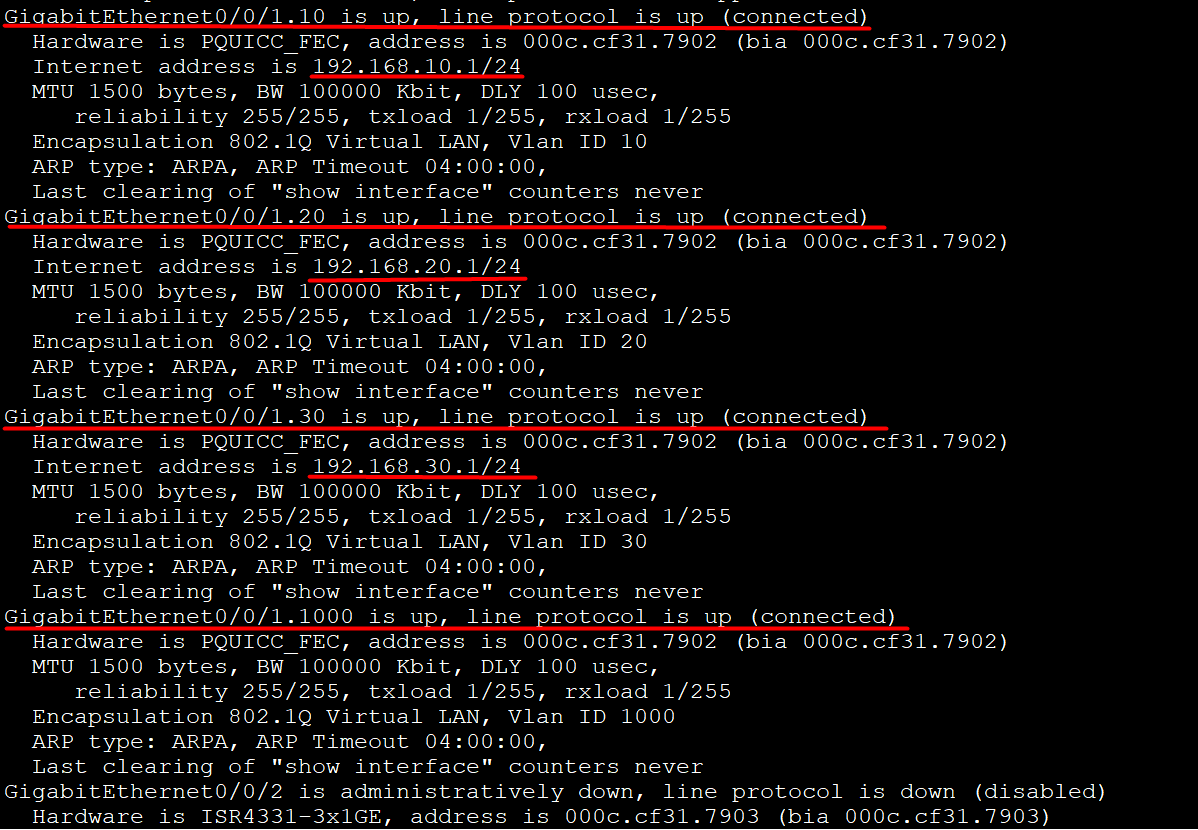 GigabitEthernet0/0/1.10 is up, line protocol is up (connected)
Hardware is PQUICC_FEC, address is 000c.cf31.7902 (bia 000c.cf31.7902)
Internet address is 192.168.10.1/24
MTU 1500 bytes, BW 100000 Kbit, DLY 100 usec,
reliability 255/255, txload 1/255, rxload 1/255
Encapsulation 802.1Q Virtual LAN, Vlan ID 10
ARP type: ARPA, ARP Timeout 04:00:00,
Last clearing of "show interface" counters never
GigabitEthernet0/0/1.20 is up, line protocol is up (connected)
Hardware is PQUICC_FEC, address is 000c.cf31.7902 (bia 000c.cf31.7902)
Internet address is 192.168.20.1/24
MTU 1500 bytes, BW 100000 Kbit, DLY 100 usec,
reliability 255/255, txload 1/255, rxload 1/255
Encapsulation 802.1Q Virtual LAN, Vlan ID 20
ARP type: ARPA, ARP Timeout 04:00:00,
Last clearing of "show interface" counters never
GigabitEthernet0/0/1.30 is up, line protocol is up (connected)
Hardware is PQUICC_FEC, address is 000c.cf31.7902 (bia 000c.cf31.7902)
Internet address is 192.168.30.1/24
MTU 1500 bytes, BW 100000 Kbit, DLY 100 usec,
reliability 255/255, txload 1/255, rxload 1/255
Encapsulation 802.1Q Virtual LAN, Vlan ID 30
ARP type: ARPA, ARP Timeout 04:00:00,
Last clearing of "show interface" counters never
GigabitEthernet0/0/1.1000 is up, line protocol is up (connected)
Hardware is PQUICC_FEC, address is 000c.cf31.7902 (bia 000c.cf31.7902)
MTU 1500 bytes, BW 100000 Kbit, DLY 100 usec,
reliability 255/255, txload 1/255, rxload 1/255
Encapsulation 802.1Q Virtual LAN, Vlan ID 1000
ARP type: ARPA, ARP Timeout 04:00:00,
Last clearing of "show interface" counters never
GigabitEthernet0/0/2 is administratively down, line protocol is down (disabled)
Hardware is ISR4331-3x1GE, address is 000c.cf31.7903 (bia 000c.cf31.7903)